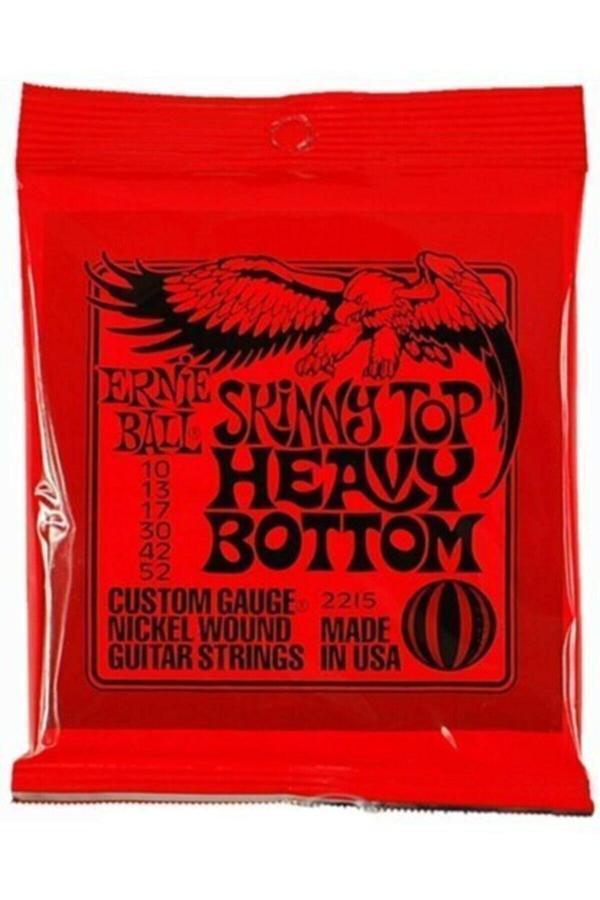 ERNIE
BALL®
SKINNY TOP
HEAVY
BOTTOM
10
13
17
30
42
52
CUSTOM GAUGE® 2215
NICKEL WOUND
GUITAR STRINGS
MADE
IN USA